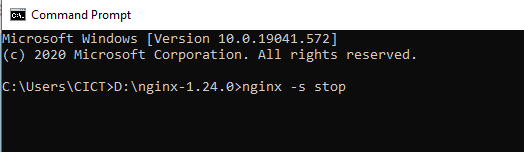 Command Prompt
Microsoft Windows [Version 10.0.19041.572]
(c) 2020 Microsoft Corporation. All rights reserved.
C:\Users\CICT>D:\nginx-1.24.0>nginx -s stop